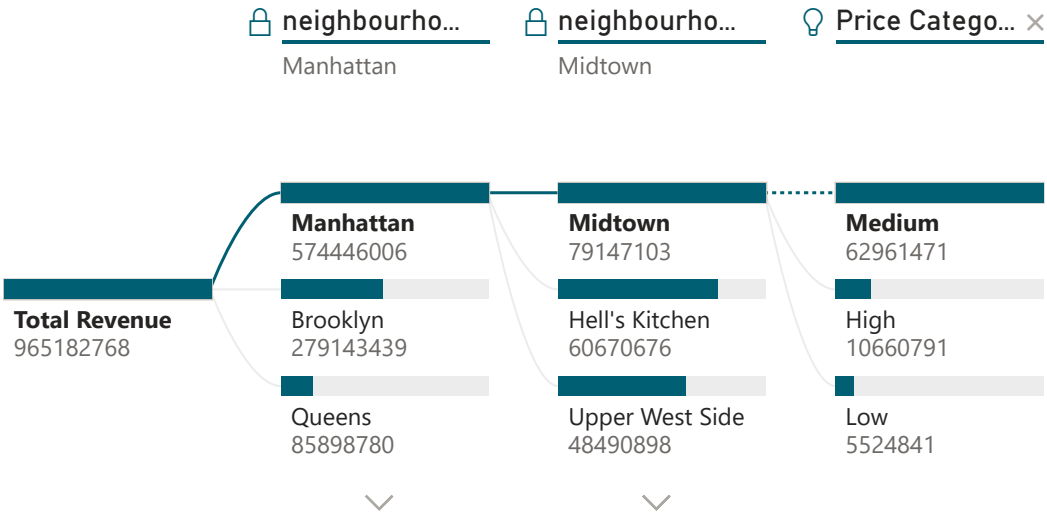 neighbourho...
neighbourho...
Price Catego...
Manhattan
Midtown
Total Revenue
965182768
Manhattan
574446006
Brooklyn
279143439
Queens
85898780
Midtown
79147103
Hell's Kitchen
60670676
Upper West Side
48490898
Medium
62961471
High
10660791
Low
5524841